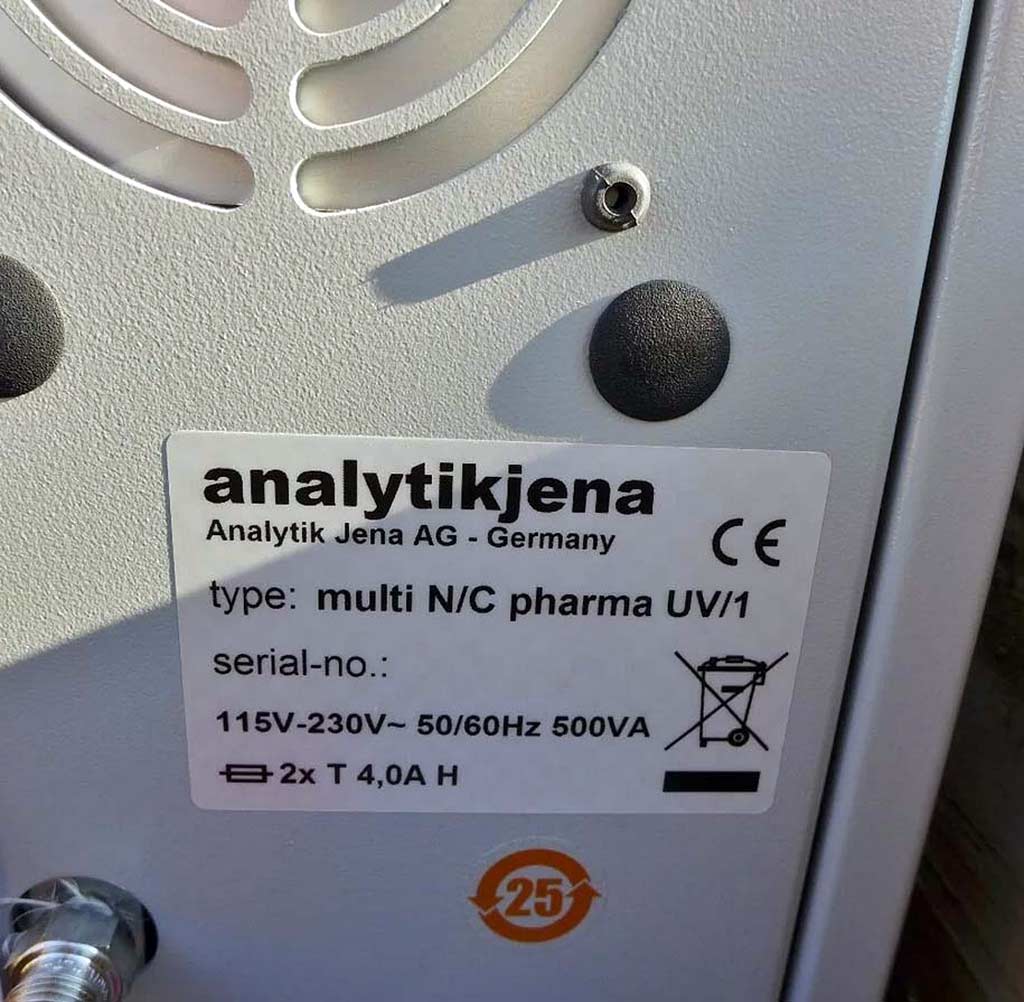 analytikjena
Analytik Jena AG - Germany
CE
type: multi N/C pharma UV/1
serial-no.:
115V-230V~ 50/60Hz 500VA
2x T 4,0A H
25